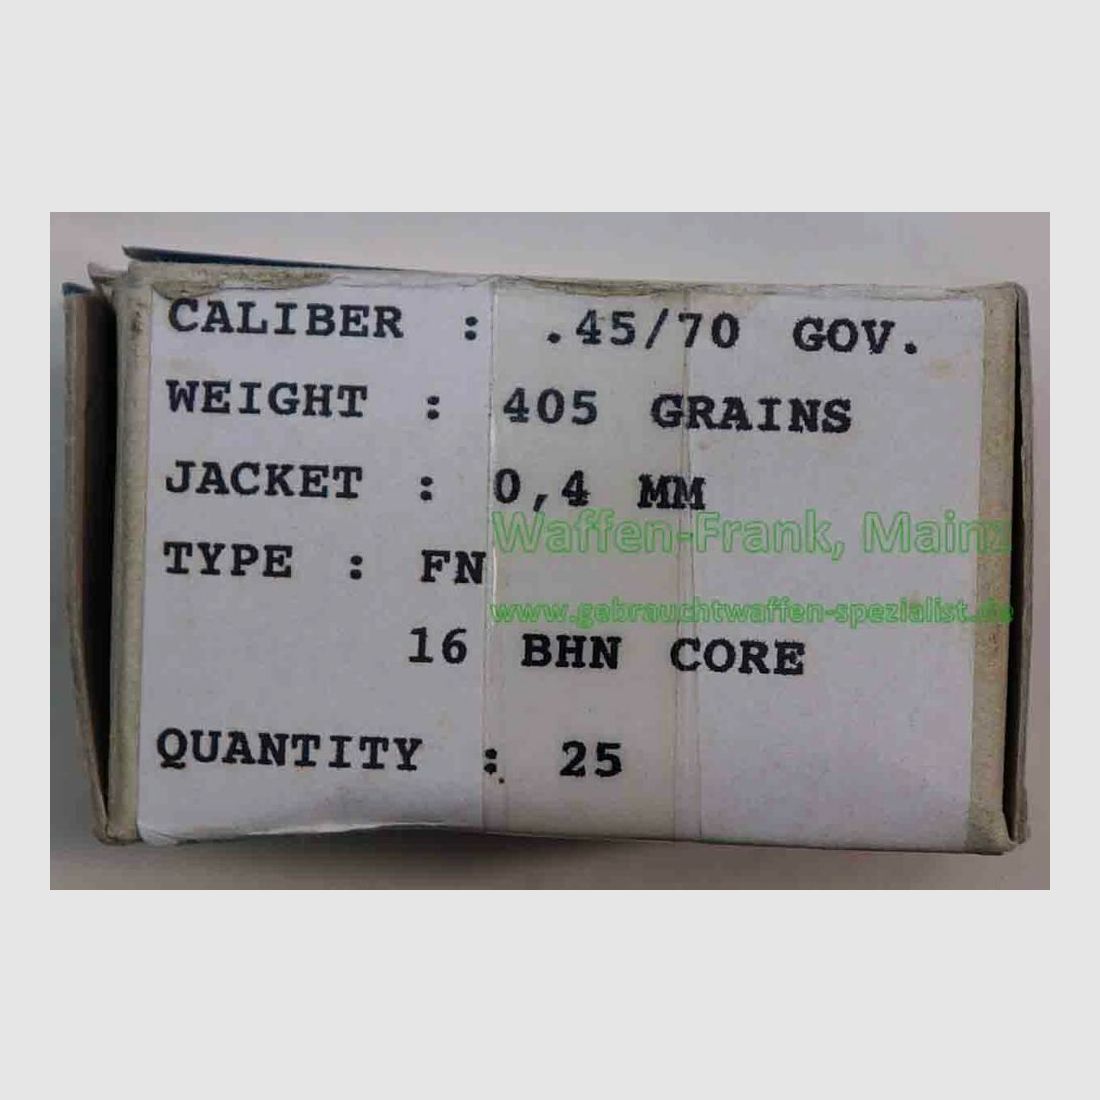 CALIBER : .45/70 GOV.
WEIGHT : 405 GRAINS
JACKET : 0,4 MM
Waffen-Frank, Mainz
TYPE : FN
www.gebrauchtwaffen-spezialist.de
16 BHN CORE
QUANTITY : 25